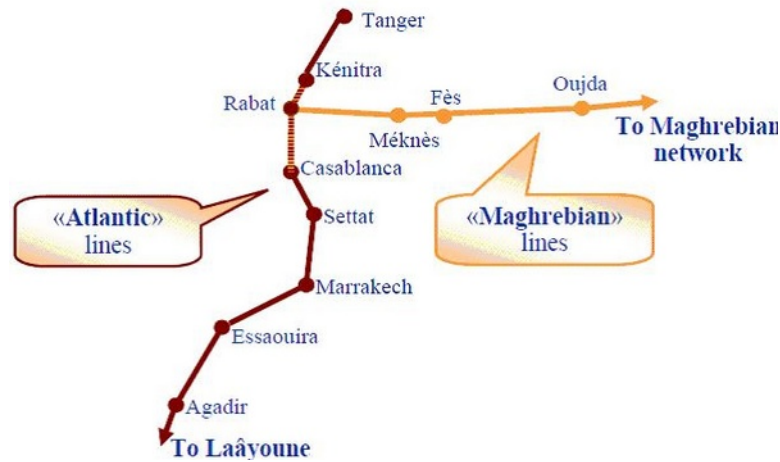 Tanger
Kénitra
Rabat
Oujda
Fès
Méknès
To Maghrebian
network
Casablanca
«Atlantic»
lines
Settat
«Maghrebian»
lines
Marrakech
Essaouira
Agadir
To Laâyoune